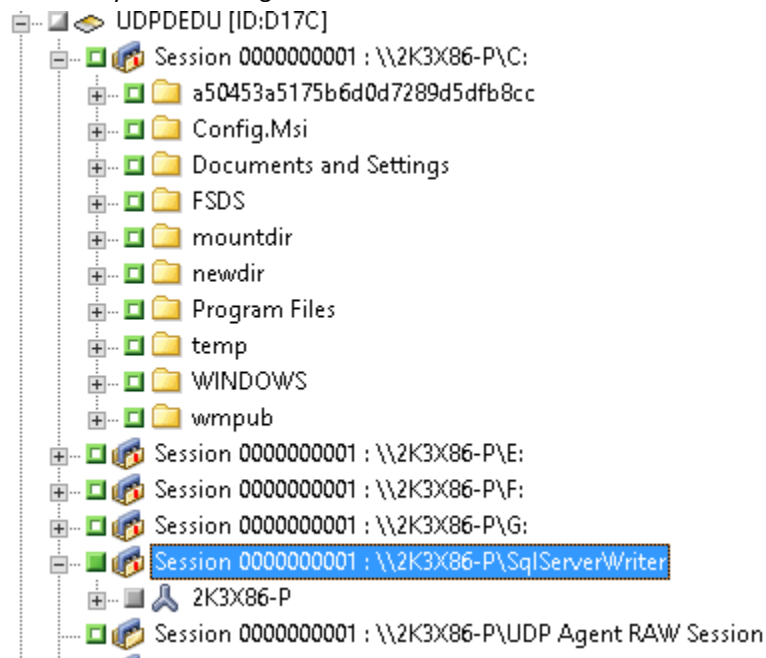 UDPDEDU [ID:D17C]
Session 0000000001 : \\2K3X86-P\C:
a50453a5175b6d0d7289d5dfb8cc
Config.Msi
Documents and Settings
FSDS
mountdir
newdir
Program Files
temp
WINDOWS
wmpub
Session 0000000001 : \\2K3X86-P\E:
Session 0000000001 : \\2K3X86-P\F:
Session 0000000001 : \\2K3X86-P\G:
Session 0000000001 : \\2K3X86-P\SqlServerWriter
2K3X86-P
Session 0000000001 : \\2K3X86-P\UDP Agent RAW Session